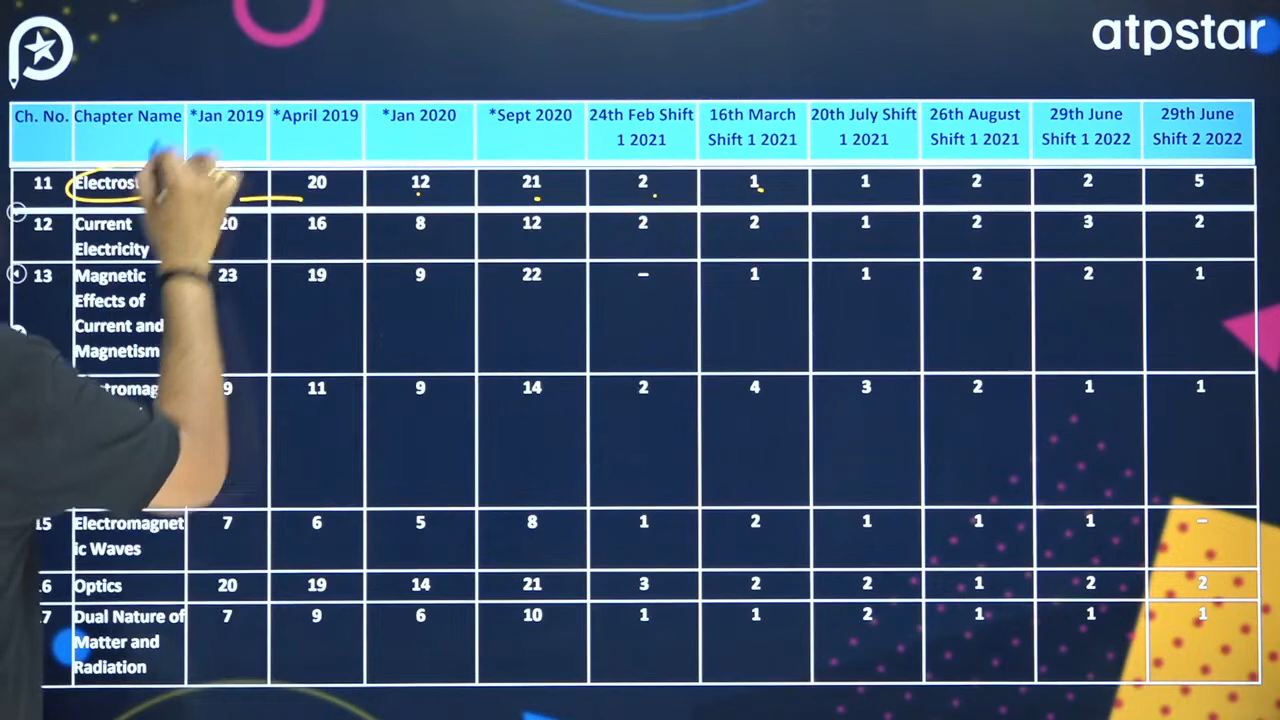 atpstar
Ch. No. Chapter Name *Jan 2019 *April 2019 *Jan 2020 *Sept 2020 24th Feb Shift 1 2021 16th March Shift 1 2021 20th July Shift 1 2021 26th August Shift 1 2021 29th June Shift 1 2022 29th June Shift 2 2022
11 20 12 21 2 1 1 2 2 5
12 Current Electricity 20 16 8 12 2 2 1 2 3 2
13 Magnetic Effects of Current and Magnetism 23 19 9 22 – 1 1 2 2 1
11 9 14 2 4 3 2 1 1
15 Electromagnetic Waves 7 6 5 8 1 2 1 1 1 –
Optics 20 19 14 21 3 2 2 1 2 2
Dual Nature of Matter and Radiation 7 9 6 10 1 1 2 1 1 1